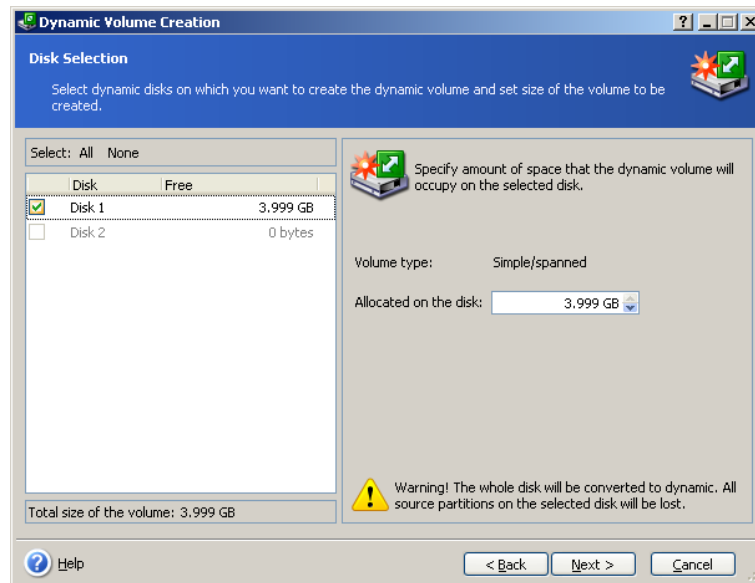 Dynamic Volume Creation
Disk Selection
Select dynamic disks on which you want to create the dynamic volume and set size of the volume to be
created.
Select: All None
Disk Free
Disk 1 3.999 GB
Disk 2 0 bytes
Total size of the volume: 3.999 GB
Specify amount of space that the dynamic volume will
occupy on the selected disk.
Volume type: Simple/spanned
Allocated on the disk: 3.999 GB
Warning! The whole disk will be converted to dynamic. All
source partitions on the selected disk will be lost.
Help
< Back
Next >
Cancel